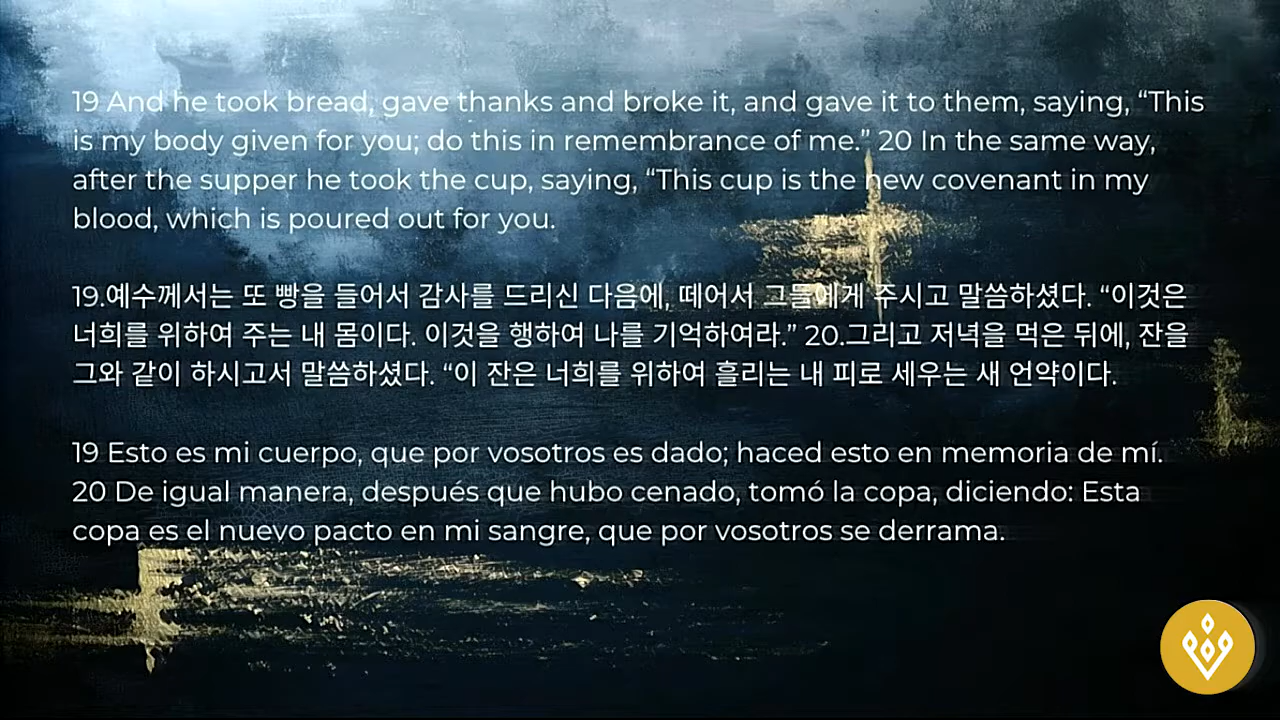 19 And he took bread, gave thanks and broke it, and gave it to them, saying, “This
is my body given for you; do this in remembrance of me.” 20 In the same way,
after the supper he took the cup, saying, “This cup is the new covenant in my
blood, which is poured out for you.
19.예수께서는 또 빵을 들어서 감사를 드리신 다음에, 떼어서 그들에게 주시고 말씀하셨다. “이것은
너희를 위하여 주는 내 몸이다. 이것을 행하여 나를 기억하여라.” 20.그리고 저녁을 먹은 뒤에, 잔을
그와 같이 하시고서 말씀하셨다. “이 잔은 너희를 위하여 흘리는 내 피로 세우는 새 언약이다.
19 Esto es mi cuerpo, que por vosotros es dado; haced esto en memoria de mí.
20 De igual manera, después que hubo cenado, tomó la copa, diciendo: Esta
copa es el nuevo pacto en mi sangre, que por vosotros se derrama.